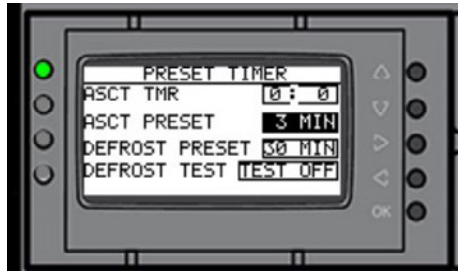 PRESET TIMER
ASCT TMR 0: 0
ASCT PRESET 3 MIN
DEFROST PRESET 30 MIN
DEFROST TEST TEST OFF
OK